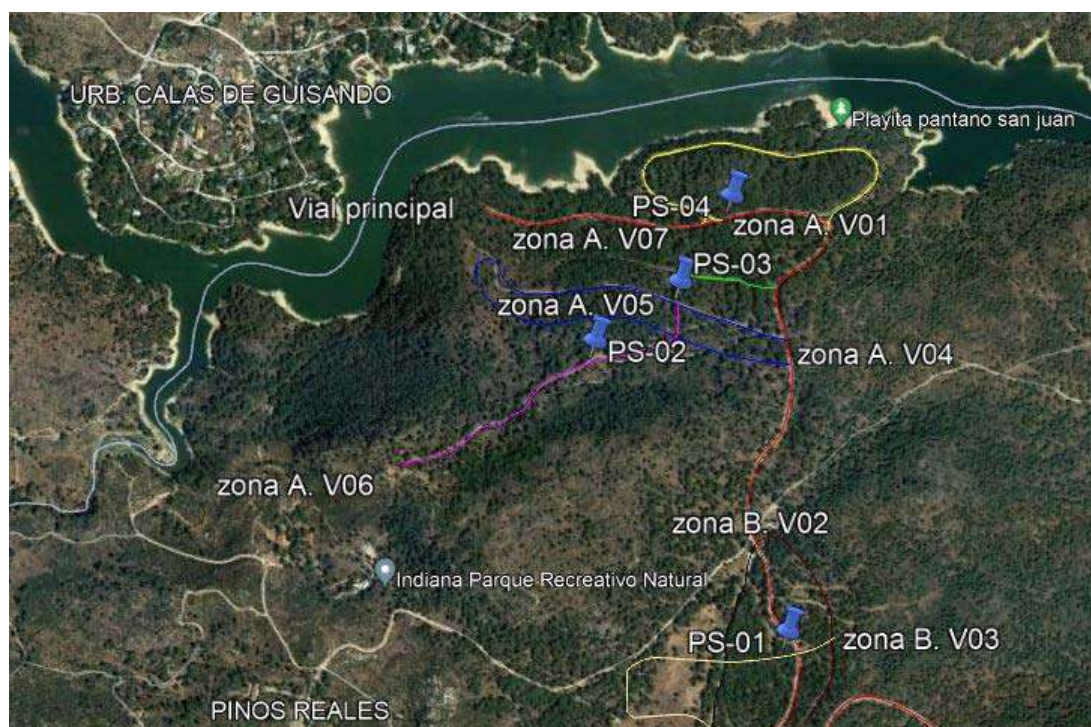 URB. CALAS DE GUISANDO
Playita pantano san juan
Vial principal
PS-04
zona A. V01
zona A. V07
PS-03
zona A. V05
PS-02
zona A. V04
zona A. V06
zona B. V02
Indiana Parque Recreativo Natural
PS-01
zona B. V03
PINOS REALES